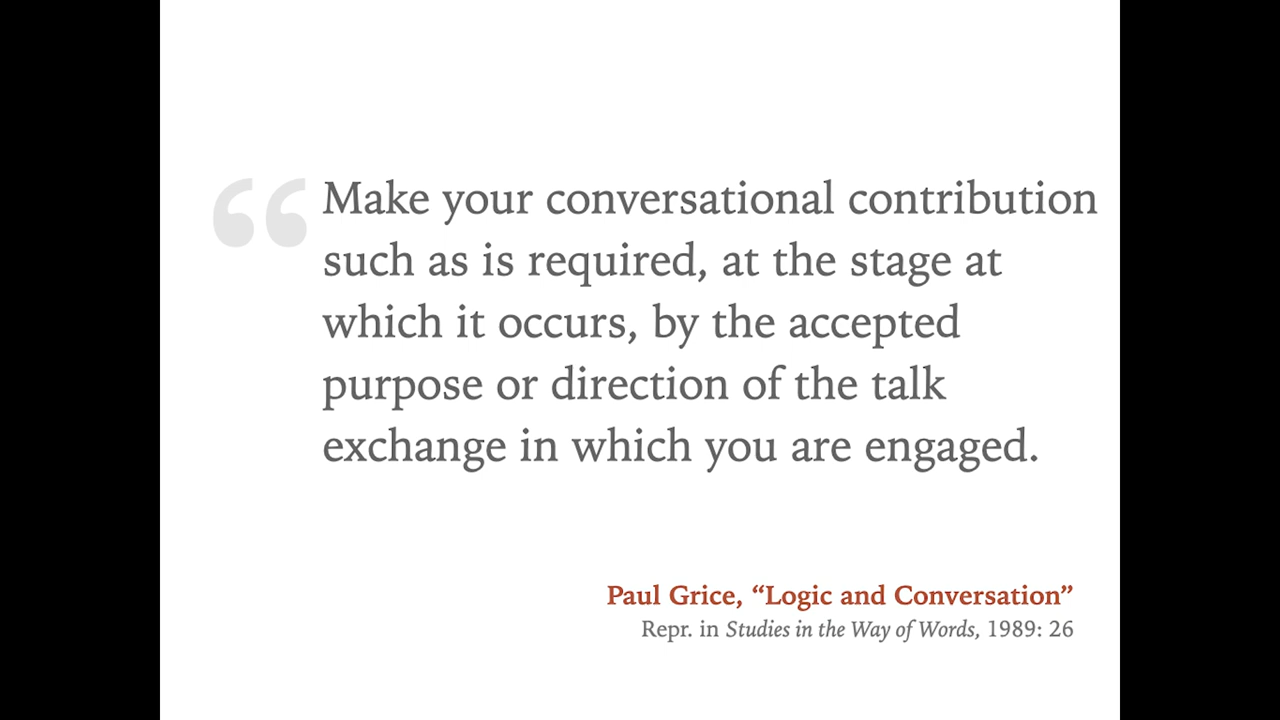 “Make your conversational contribution
such as is required, at the stage at
which it occurs, by the accepted
purpose or direction of the talk
exchange in which you are engaged.
Paul Grice, “Logic and Conversation”
Repr. in Studies in the Way of Words, 1989: 26